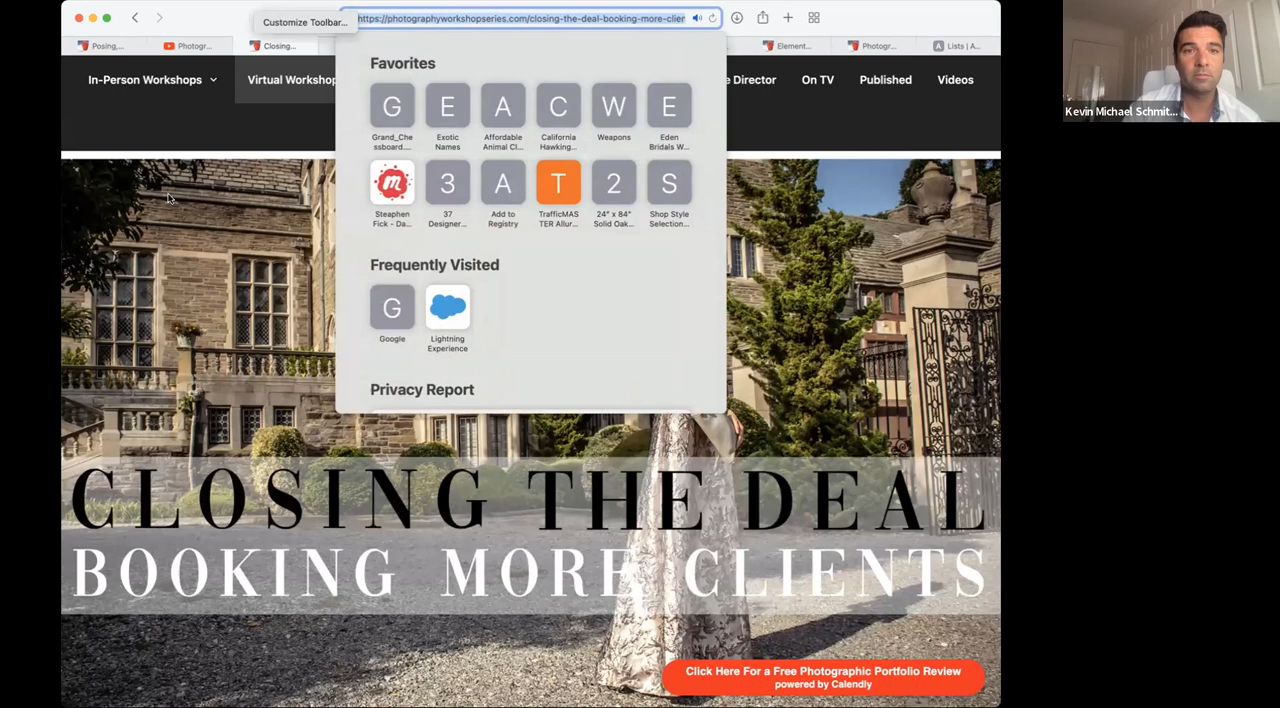 Customize Toolbar...
https://photographyworkshopseries.com/closing-the-deal-booking-more-clien
Posing,...
Photogr...
Closing...
Element...
Photogr...
Lists | A...
In-Person Workshops
Virtual Workshop
e Director
On TV
Published
Videos
Kevin Michael Schmit...
Favorites
G
E
A
C
W
E
Grand_Che
ssboard....
Exotic
Names
Affordable
Animal Cl...
California
Hawking...
Weapons
Eden
Bridals W...
m
3
A
T
2
S
Steaphen
Fick - Da...
37
Designer...
Add to
Registry
TrafficMAS
TER Allur...
24" x 84"
Solid Oak...
Shop Style
Selection...
Frequently Visited
G
Google
Lightning
Experience
Privacy Report
CLOSING THE DEAL
BOOKING MORE CLIENTS
Click Here For a Free Photographic Portfolio Review
powered by Calendly